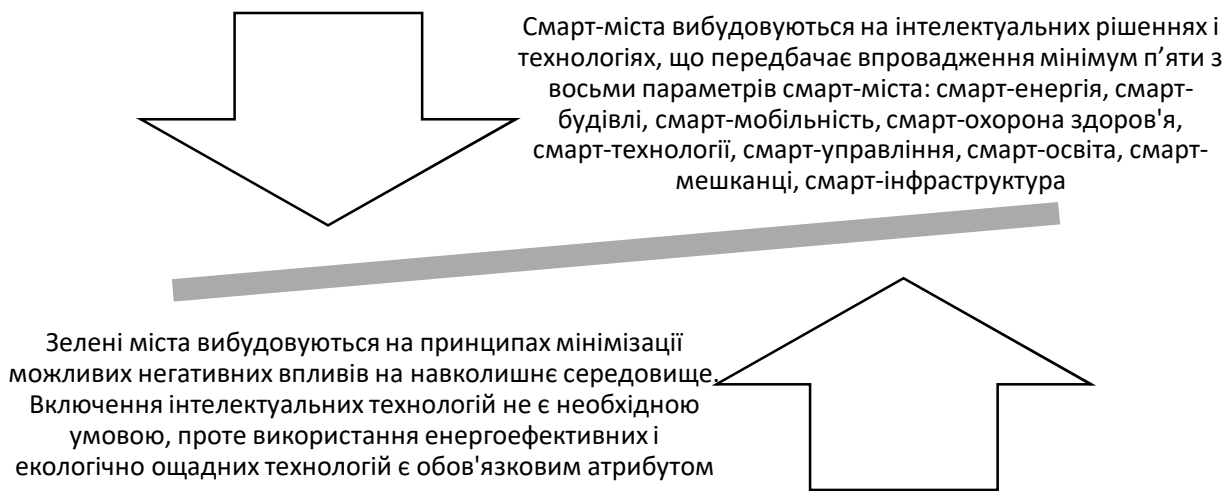 Смарт-міста вибудовуються на інтелектуальних рішеннях і
технологіях, що передбачає впровадження мінімум п’яти з
восьми параметрів смарт-міста: смарт-енергія, смарт-
будівлі, смарт-мобільність, смарт-охорона здоров'я,
смарт-технології, смарт-управління, смарт-освіта, смарт-
мешканці, смарт-інфраструктура
Зелені міста вибудовуються на принципах мінімізації
можливих негативних впливів на навколишнє середовище.
Включення інтелектуальних технологій не є необхідною
умовою, проте використання енергоефективних і
екологічно ощадних технологій є обов'язковим атрибутом